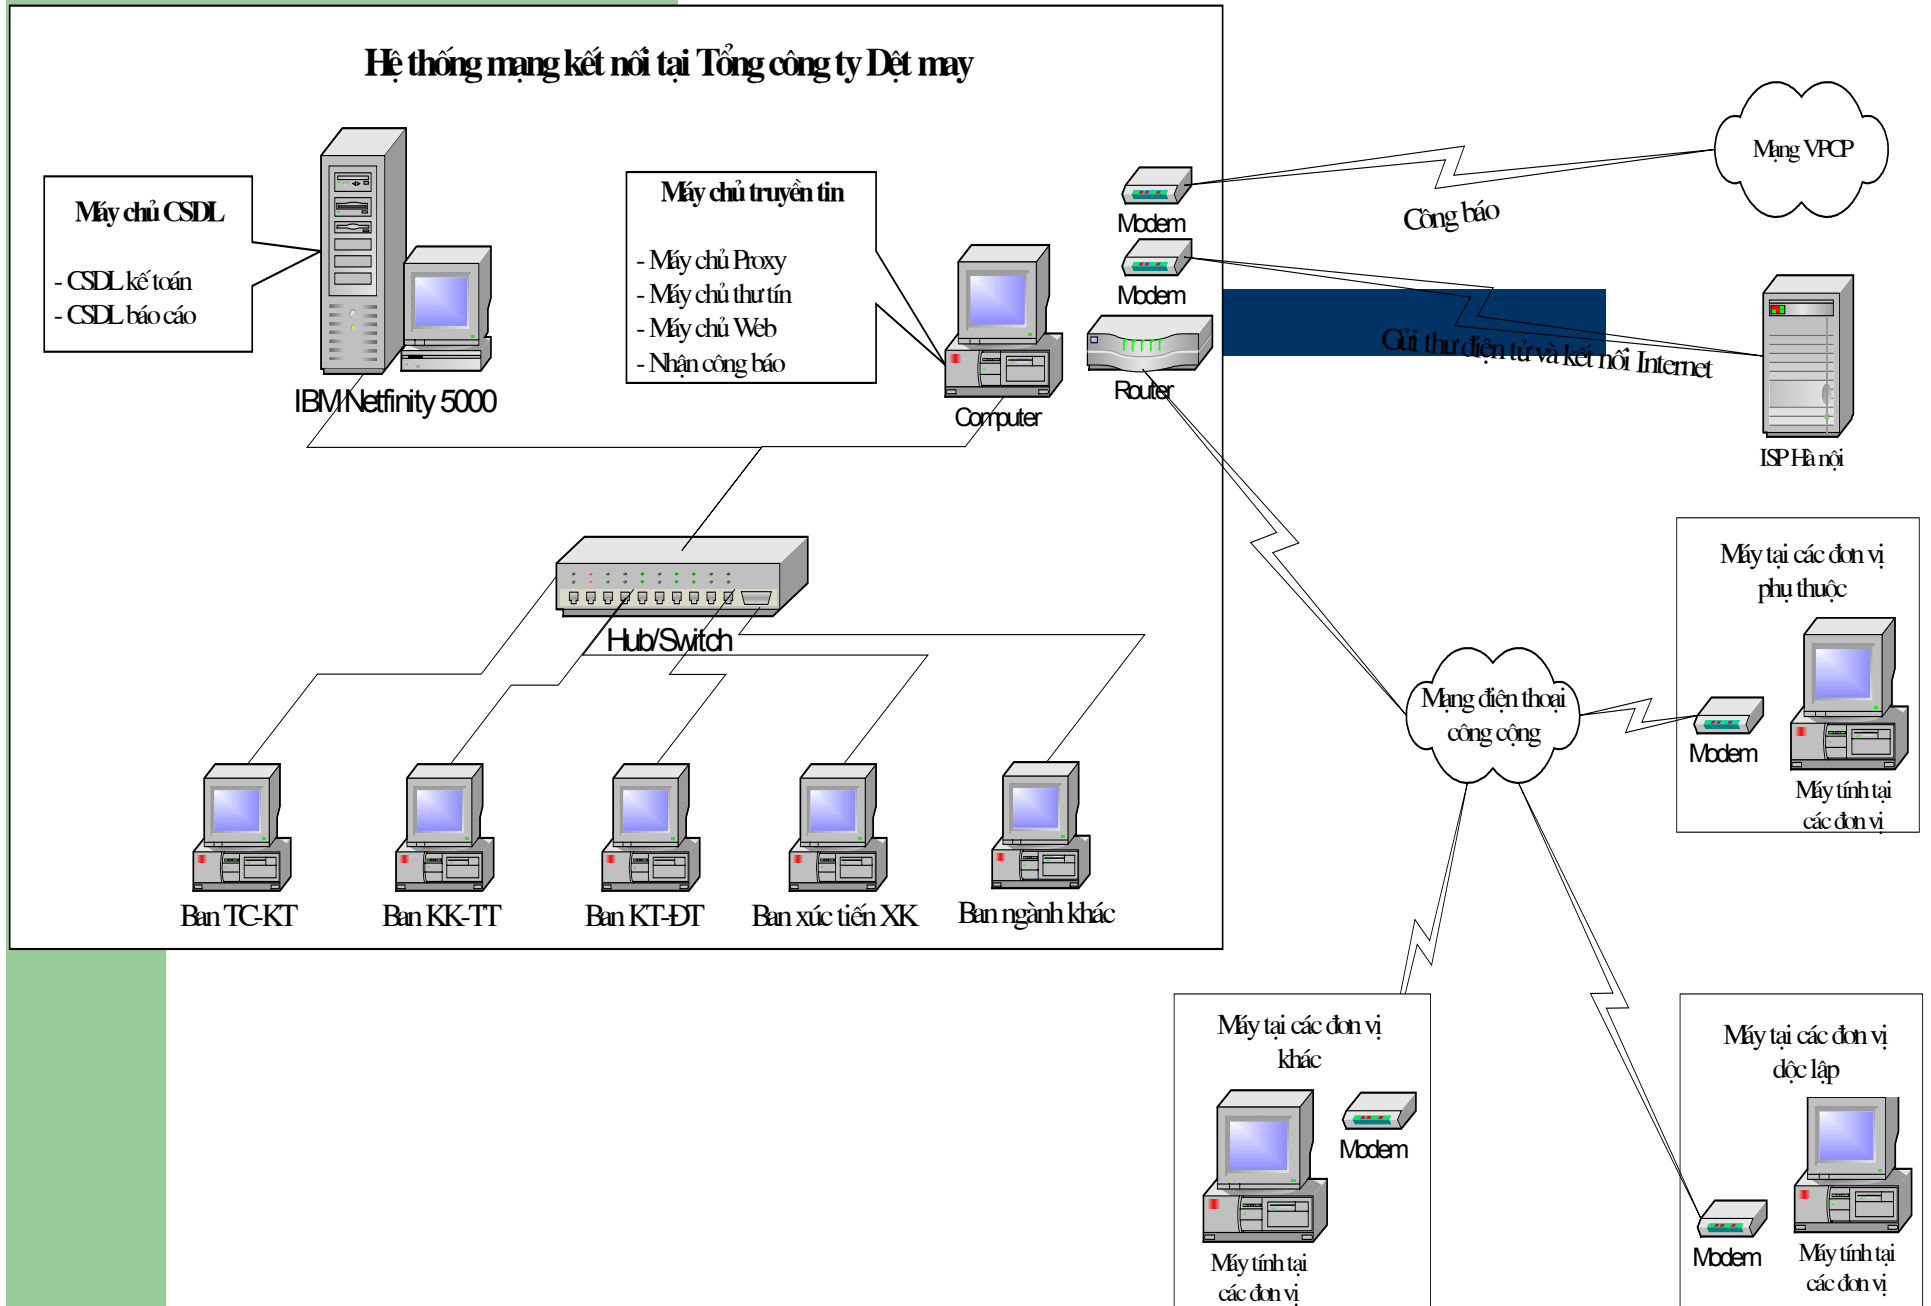 Hệ thống mạng kết nối tại Tổng công ty Dệt may
Máy chủ CSDL
- CSDL kế toán
- CSDL báo cáo
IBM Netfinity 5000
Máy chủ truyền tin
- Máy chủ Proxy
- Máy chủ thư tín
- Máy chủ Web
- Nhận công báo
Computer
Modem
Modem
Router
Công báo
Mạng VPCP
Gửi thư điện tử và kết nối Internet
ISP Hà nội
Hub/Switch
Ban TC-KT
Ban KK-TT
Ban KT-ĐT
Ban xúc tiến XK
Ban ngành khác
Mạng điện thoại
công cộng
Máy tại các đơn vị
phụ thuộc
Modem
Máy tính tại
các đơn vị
Máy tại các đơn vị
khác
Modem
Máy tính tại
các đơn vị
Máy tại các đơn vị
dộc lập
Modem
Máy tính tại
các đơn vị